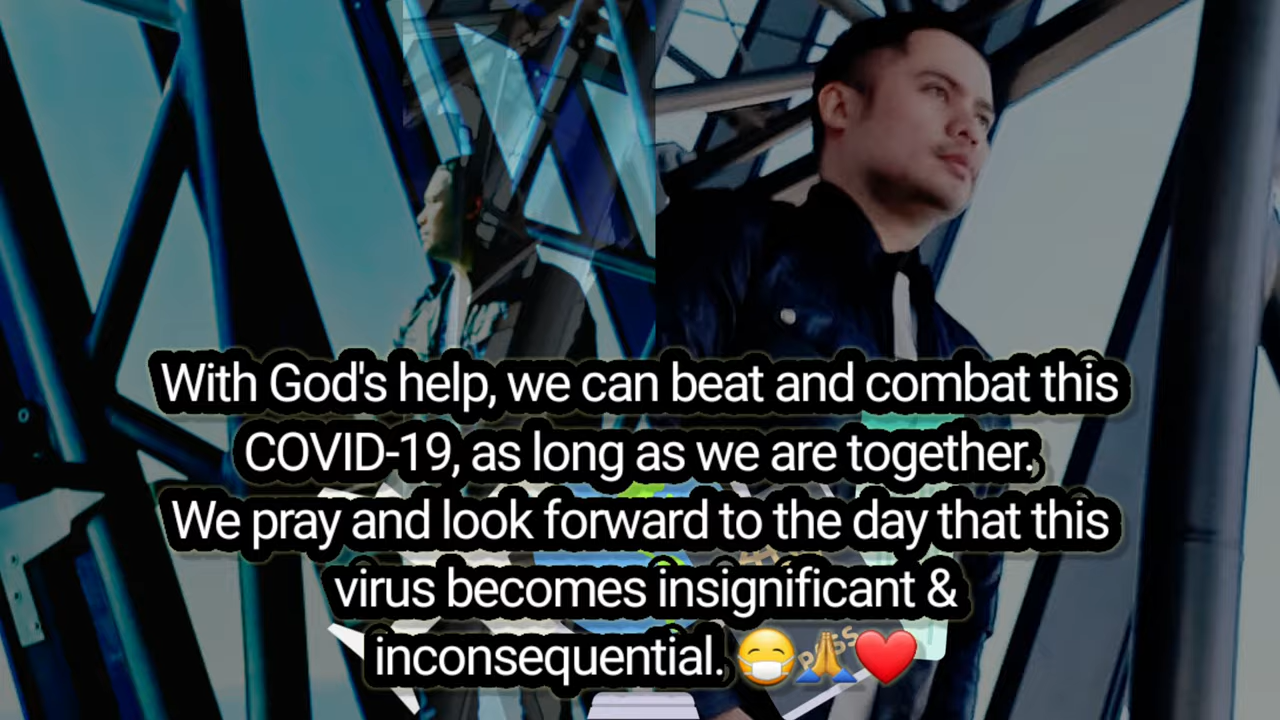 With God's help, we can beat and combat this
COVID-19, as long as we are together.
We pray and look forward to the day that this
virus becomes insignificant &
inconsequential. 😷🙏❤️